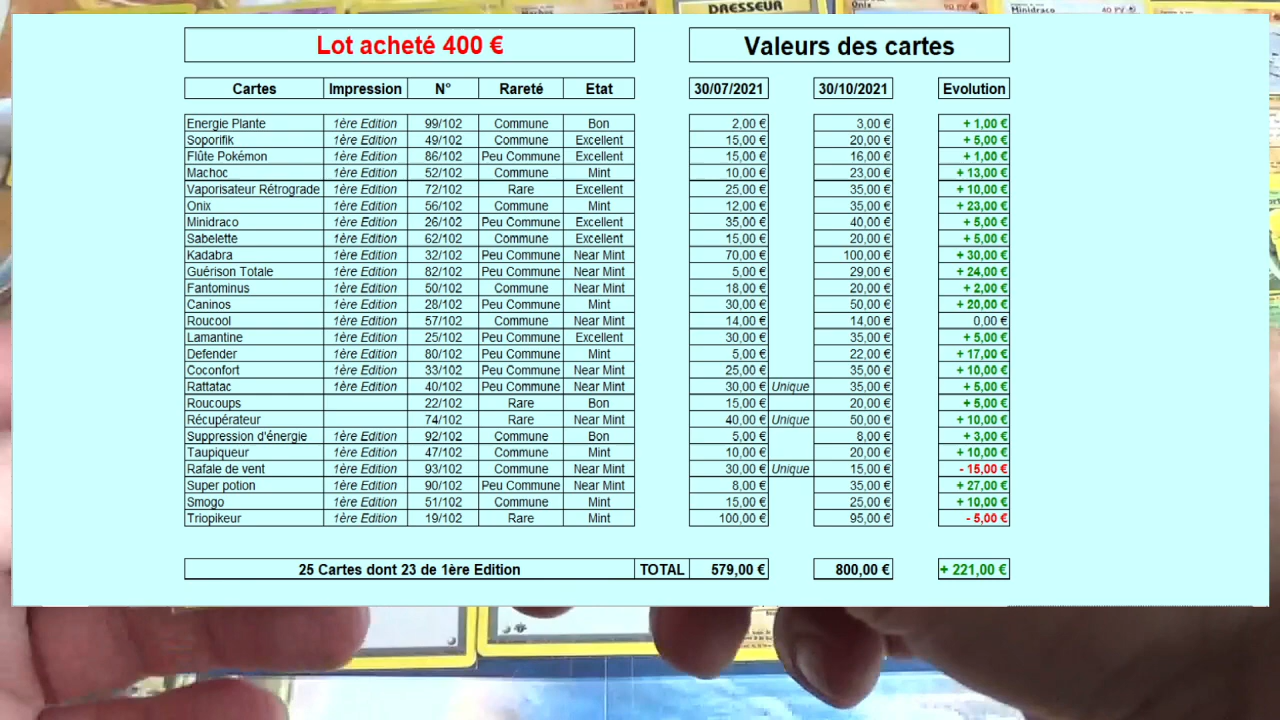 DRESSEUR
Onix 90 PV
Minidraco 40 PV
Lot acheté 400 € Valeurs des cartes
Cartes Impression N° Rareté Etat 30/07/2021 30/10/2021 Evolution
Energie Plante 1ère Edition 99/102 Commune Bon 2,00 € 3,00 € + 1,00 €
Soporifik 1ère Edition 49/102 Commune Excellent 15,00 € 20,00 € + 5,00 €
Flûte Pokémon 1ère Edition 86/102 Peu Commune Excellent 15,00 € 16,00 € + 1,00 €
Machoc 1ère Edition 52/102 Commune Mint 10,00 € 23,00 € + 13,00 €
Vaporisateur Rétrograde 1ère Edition 72/102 Rare Excellent 25,00 € 35,00 € + 10,00 €
Onix 1ère Edition 56/102 Commune Mint 12,00 € 35,00 € + 23,00 €
Minidraco 1ère Edition 26/102 Peu Commune Excellent 35,00 € 40,00 € + 5,00 €
Sabelette 1ère Edition 62/102 Commune Excellent 15,00 € 20,00 € + 5,00 €
Kadabra 1ère Edition 32/102 Peu Commune Near Mint 70,00 € 100,00 € + 30,00 €
Guérison Totale 1ère Edition 82/102 Peu Commune Near Mint 5,00 € 29,00 € + 24,00 €
Fantominus 1ère Edition 50/102 Commune Near Mint 18,00 € 20,00 € + 2,00 €
Caninos 1ère Edition 28/102 Peu Commune Mint 30,00 € 50,00 € + 20,00 €
Roucool 1ère Edition 57/102 Commune Near Mint 14,00 € 14,00 € 0,00 €
Lamantine 1ère Edition 25/102 Peu Commune Excellent 30,00 € 35,00 € + 5,00 €
Defender 1ère Edition 80/102 Peu Commune Mint 5,00 € 22,00 € + 17,00 €
Coconfort 1ère Edition 33/102 Peu Commune Near Mint 25,00 € 35,00 € + 10,00 €
Rattatac 1ère Edition 40/102 Peu Commune Near Mint 30,00 € Unique 35,00 € + 5,00 €
Roucoups 22/102 Rare Bon 15,00 € 20,00 € + 5,00 €
Récupérateur 74/102 Rare Near Mint 40,00 € Unique 50,00 € + 10,00 €
Suppression d'énergie 1ère Edition 92/102 Commune Bon 5,00 € 8,00 € + 3,00 €
Taupiqueur 1ère Edition 47/102 Commune Mint 10,00 € 20,00 € + 10,00 €
Rafale de vent 1ère Edition 93/102 Commune Near Mint 30,00 € Unique 15,00 € - 15,00 €
Super potion 1ère Edition 90/102 Peu Commune Near Mint 8,00 € 35,00 € + 27,00 €
Smogo 1ère Edition 51/102 Commune Mint 15,00 € 25,00 € + 10,00 €
Triopikeur 1ère Edition 19/102 Rare Mint 100,00 € 95,00 € - 5,00 €
25 Cartes dont 23 de 1ère Edition TOTAL 579,00 € 800,00 € + 221,00 €